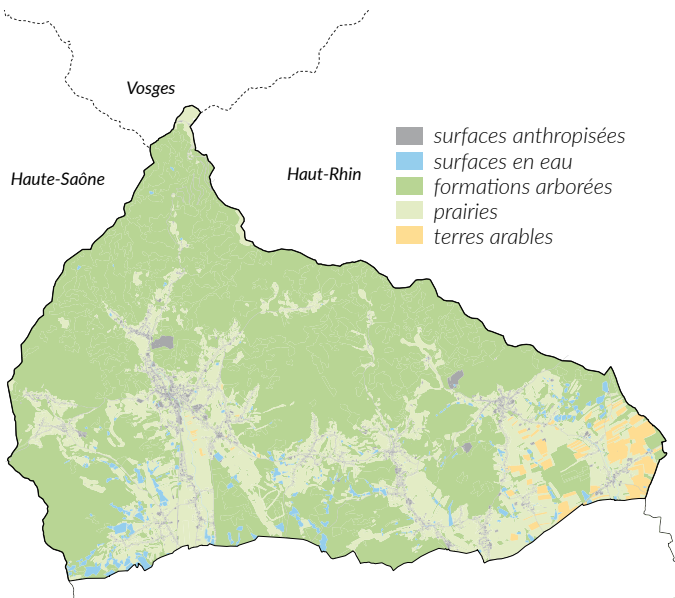 Vosges
Haute-Saône
Haut-Rhin
surfaces anthropisées
surfaces en eau
formations arborées
prairies
terres arables